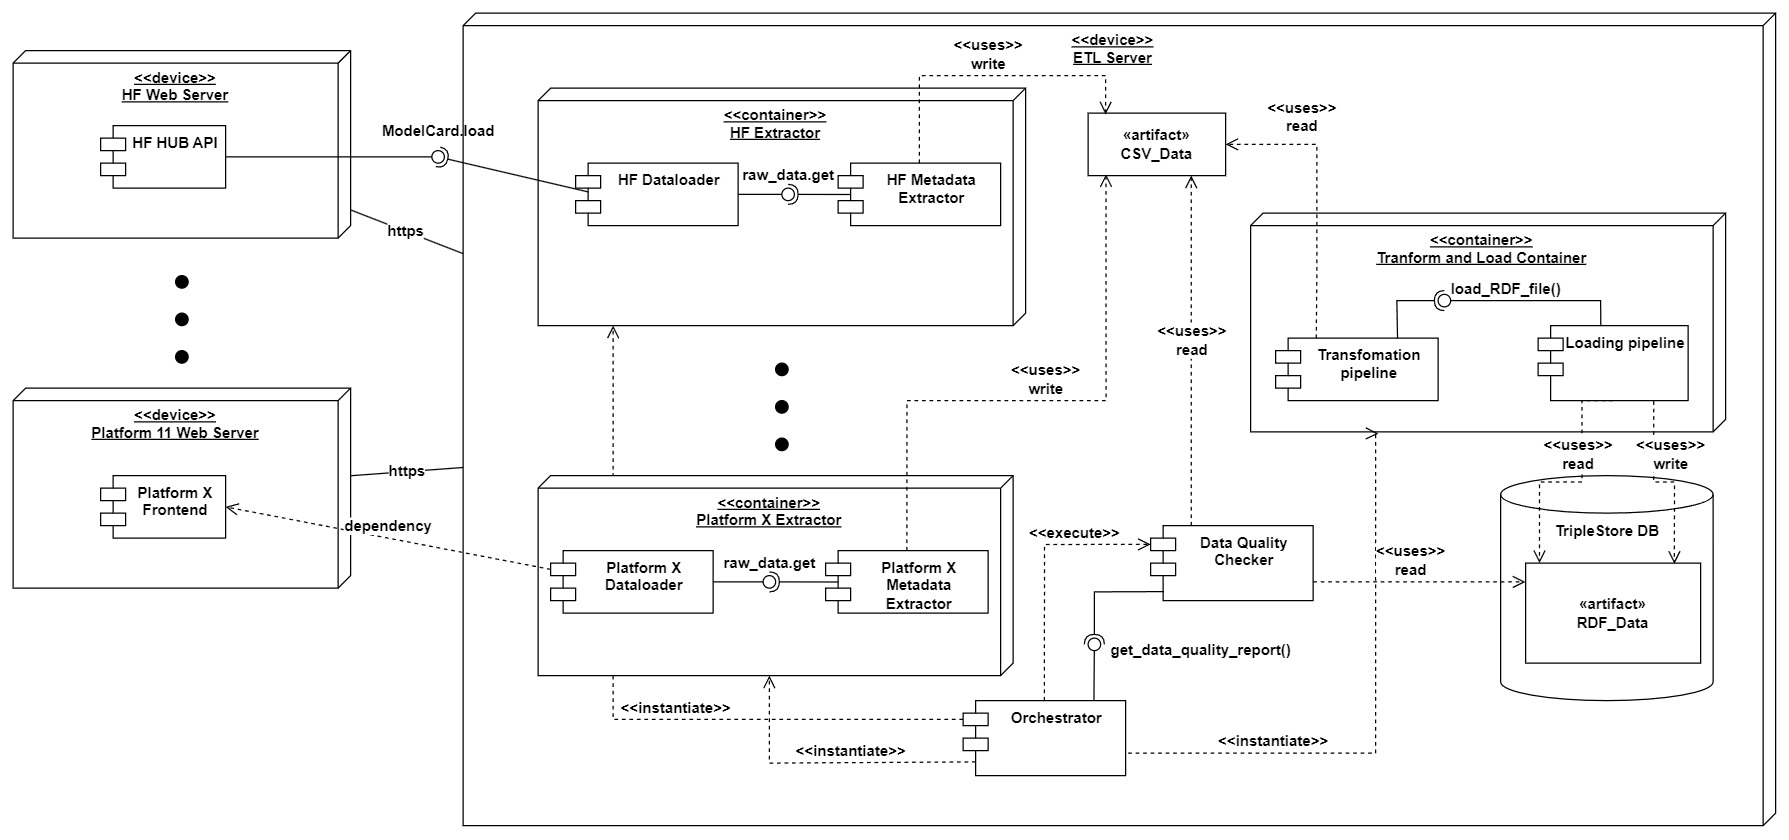 <<device>>
HF Web Server
HF HUB API
ModelCard.load
https
<<device>>
Platform 11 Web Server
Platform X
Frontend
https
dependency
<<device>>
ETL Server
<<uses>>
write
<<container>>
HF Extractor
HF Dataloader
raw_data.get
HF Metadata
Extractor
«artifact»
CSV_Data
<<uses>>
read
<<uses>>
read
<<uses>>
write
<<container>>
Tranform and Load Container
load_RDF_file()
Transfomation
pipeline
Loading pipeline
<<uses>>
read
<<uses>>
write
<<container>>
Platform X Extractor
Platform X
Dataloader
raw_data.get
Platform X
Metadata
Extractor
<<execute>>
Data Quality
Checker
<<uses>>
read
TripleStore DB
«artifact»
RDF_Data
get_data_quality_report()
<<instantiate>>
Orchestrator
<<instantiate>>
<<instantiate>>